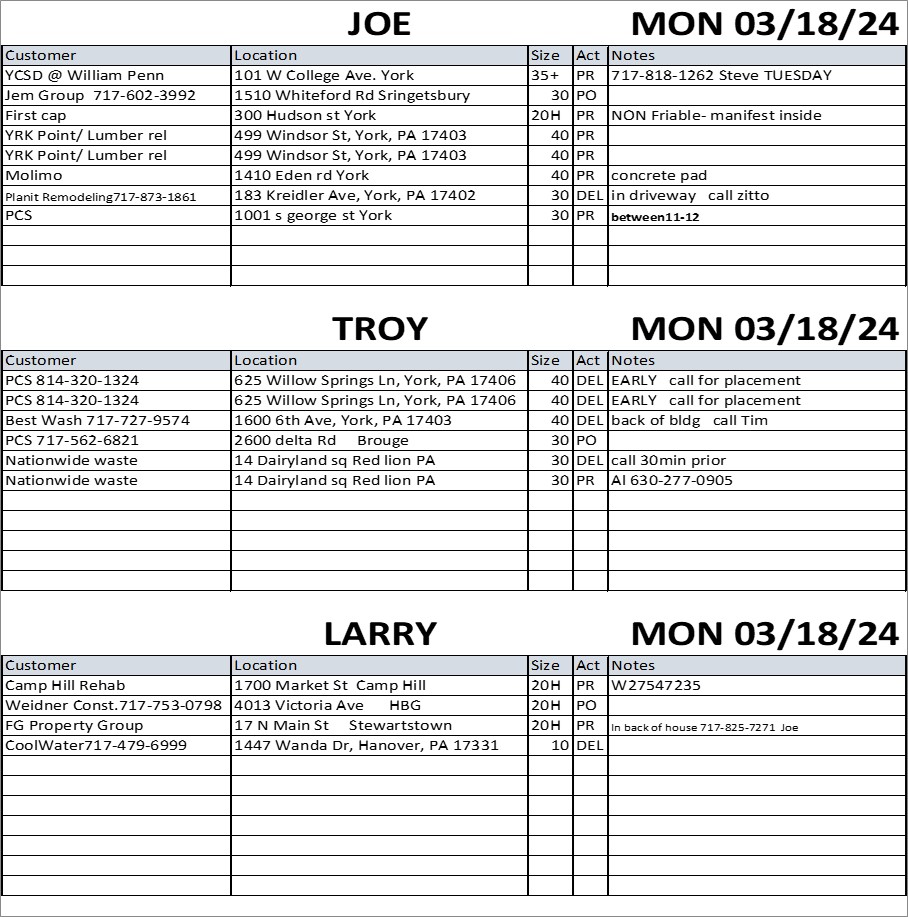 JOE MON 03/18/24
Customer Location Size Act Notes
YCSD @ William Penn 101 W College Ave. York 35+ PR 717-818-1262 Steve TUESDAY
Jem Group 717-602-3992 1510 Whiteford Rd Sringetsbury 30 PO
First cap 300 Hudson st York 20H PR NON Friable- manifest inside
YRK Point/ Lumber rel 499 Windsor St, York, PA 17403 40 PR
YRK Point/ Lumber rel 499 Windsor St, York, PA 17403 40 PR
Molimo 1410 Eden rd York 40 PR concrete pad
Planit Remodeling717-873-1861 183 Kreidler Ave, York, PA 17402 30 DEL in driveway call zitto
PCS 1001 s george st York 30 PR between11-12
TROY MON 03/18/24
Customer Location Size Act Notes
PCS 814-320-1324 625 Willow Springs Ln, York, PA 17406 40 DEL EARLY call for placement
PCS 814-320-1324 625 Willow Springs Ln, York, PA 17406 40 DEL EARLY call for placement
Best Wash 717-727-9574 1600 6th Ave, York, PA 17403 40 DEL back of bldg call Tim
PCS 717-562-6821 2600 delta Rd Brouge 30 PO
Nationwide waste 14 Dairyland sq Red lion PA 30 DEL call 30min prior
Nationwide waste 14 Dairyland sq Red lion PA 30 PR Al 630-277-0905
LARRY MON 03/18/24
Customer Location Size Act Notes
Camp Hill Rehab 1700 Market St Camp Hill 20H PR W27547235
Weidner Const.717-753-0798 4013 Victoria Ave HBG 20H PO
FG Property Group 17 N Main St Stewartstown 20H PR In back of house 717-825-7271 Joe
CoolWater717-479-6999 1447 Wanda Dr, Hanover, PA 17331 10 DEL